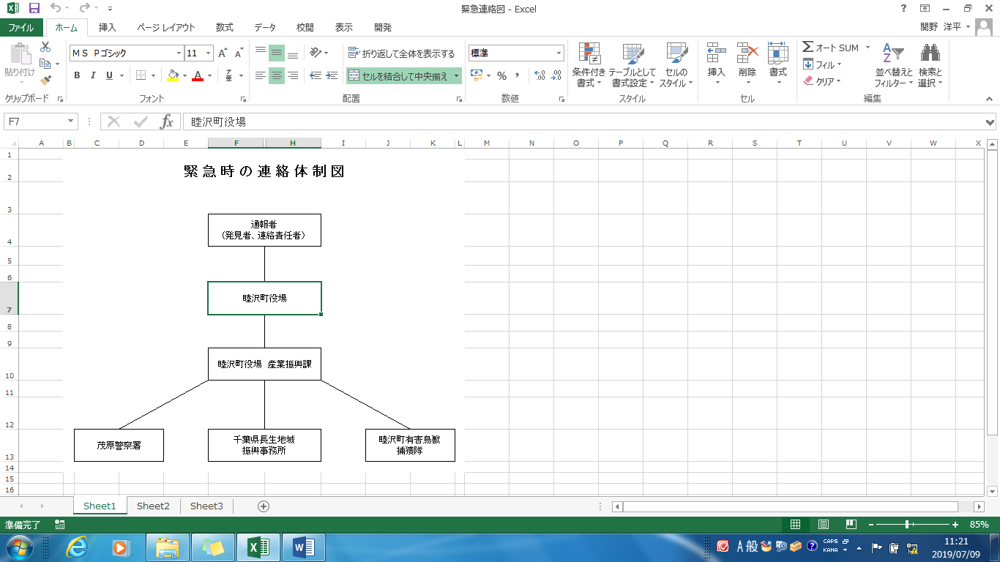 緊急連絡図 - Excel
ファイル ホーム 挿入 ページ レイアウト 数式 データ 校閲 表示 開発 関野 洋平
貼り付け
クリップボード
ＭＳ Ｐゴシック 11
B I U
フォント
折り返して全体を表示する
セルを結合して中央揃え
配置
標準
%
数値
条件付き書式
テーブルとして書式設定
セルのスタイル
スタイル
挿入 削除 書式
セル
オート SUM
フィル
クリア
並べ替えとフィルター
検索と選択
編集
F7 fx 睦沢町役場
A B C D E F H I J K L M N O P Q R S T U V W X
1
2
3
4
5
6
7
8
9
10
11
12
13
14
15
16
緊急時の連絡体制図
通報者
（発見者、連絡責任者）
睦沢町役場
睦沢町役場　産業振興課
茂原警察署
千葉県長生地域
振興事務所
睦沢町有害鳥獣
捕獲隊
Sheet1 Sheet2 Sheet3
準備完了 85%
A 般 CAPS KANA
11:21
2019/07/09